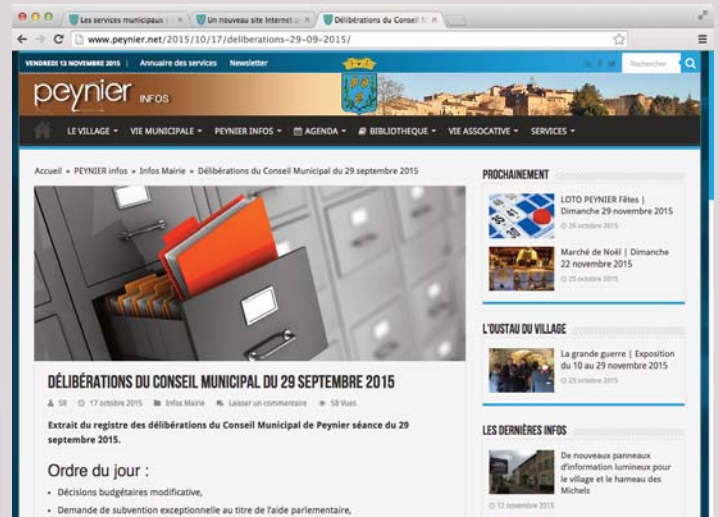 Les services municipaux
Un nouveau site Internet
Délibérations du Conseil
www.peynier.net/2015/10/17/deliberations-29-09-2015/
VENDREDI 13 NOVEMBRE 2015 | Annuaire des services Newsletter
Rechercher
peynier INFOS
LE VILLAGE VIE MUNICIPALE PEYNIER INFOS AGENDA BIBLIOTHEQUE VIE ASSOCATIVE SERVICES
Accueil » PEYNIER infos » Infos Mairie » Délibérations du Conseil Municipal du 29 septembre 2015
DÉLIBÉRATIONS DU CONSEIL MUNICIPAL DU 29 SEPTEMBRE 2015
SR 17 octobre 2015 Infos Mairie Laisser un commentaire 58 Vues
Extrait du registre des délibérations du Conseil Municipal de Peynier séance du 29
septembre 2015.
Ordre du jour :
• Décisions budgétaires modificative,
• Demande de subvention exceptionnelle au titre de l'aide parlementaire,
PROCHAINEMENT
LOTO PEYNIER Fêtes |
Dimanche 29 novembre 2015
26 octobre 2015
Marché de Noël | Dimanche
22 novembre 2015
25 octobre 2015
L'OUSTAU DU VILLAGE
La grande guerre | Exposition
du 10 au 29 novembre 2015
25 octobre 2015
LES DERNIÈRES INFOS
De nouveaux panneaux
d'information lumineux pour
le village et le hameau des
Michels
12 novembre 2015